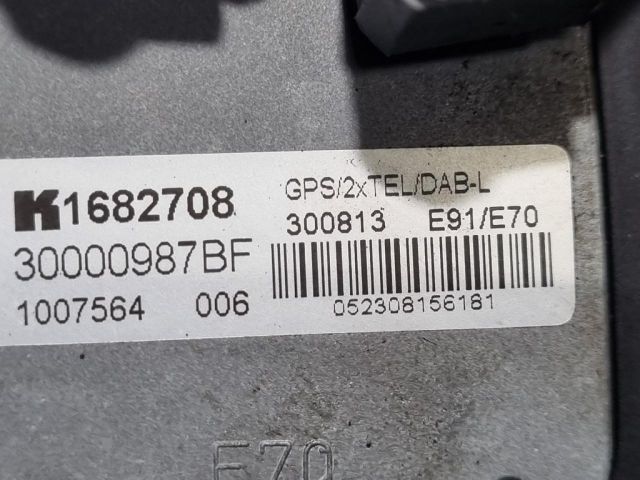 K1682708 GPS/2xTEL/DAB-L
300813 E91/E70
30000987BF
1007564 006
052308156181
E70